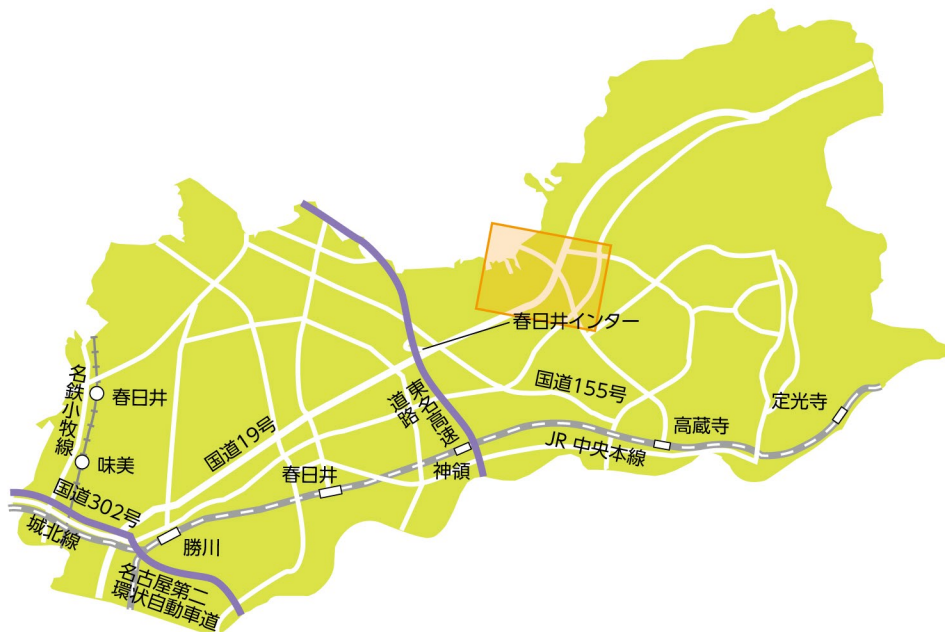 春日井インター
国道155号
定光寺
高蔵寺
JR 中央本線
東名高速
道路
神領
国道19号
春日井
名鉄小牧線
春日井
味美
国道302号
城北線
勝川
名古屋第二
環状自動車道